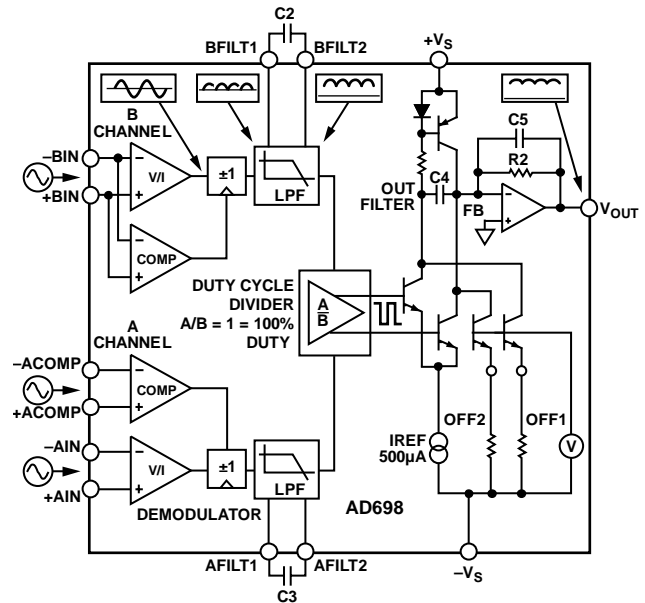 C2
BFILT1
BFILT2
+VS
B
CHANNEL
C5
–BIN
V/I
±1
R2
+BIN
LPF
C4
OUT
FILTER
FB
VOUT
COMP
DUTY CYCLE
DIVIDER
A/B = 1 = 100%
DUTY
A
B
A
CHANNEL
–ACOMP
COMP
+ACOMP
–AIN
V/I
±1
LPF
+AIN
DEMODULATOR
IREF
500µA
OFF2
OFF1
V
AD698
AFILT1
AFILT2
–VS
C3